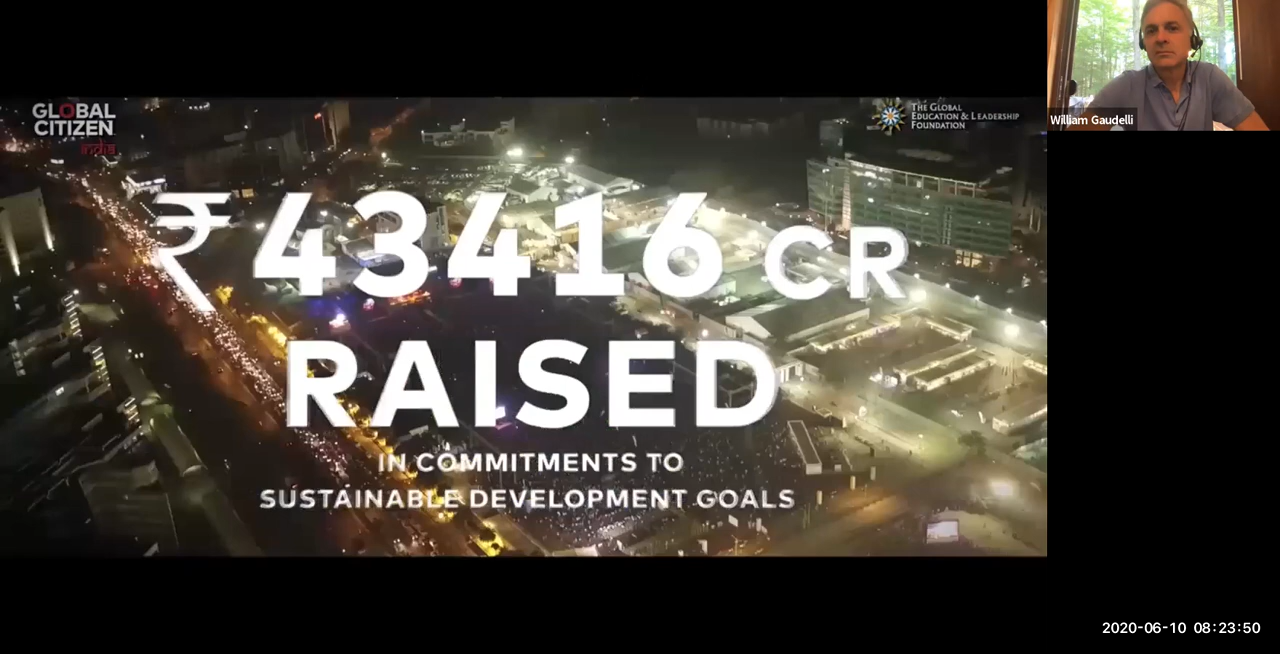 GLOBAL
CITIZEN
india
THE GLOBAL
EDUCATION & LEADERSHIP
FOUNDATION
William Gaudelli
₹43416 CR
RAISED
IN COMMITMENTS TO
SUSTAINABLE DEVELOPMENT GOALS
2020-06-10 08:23:50